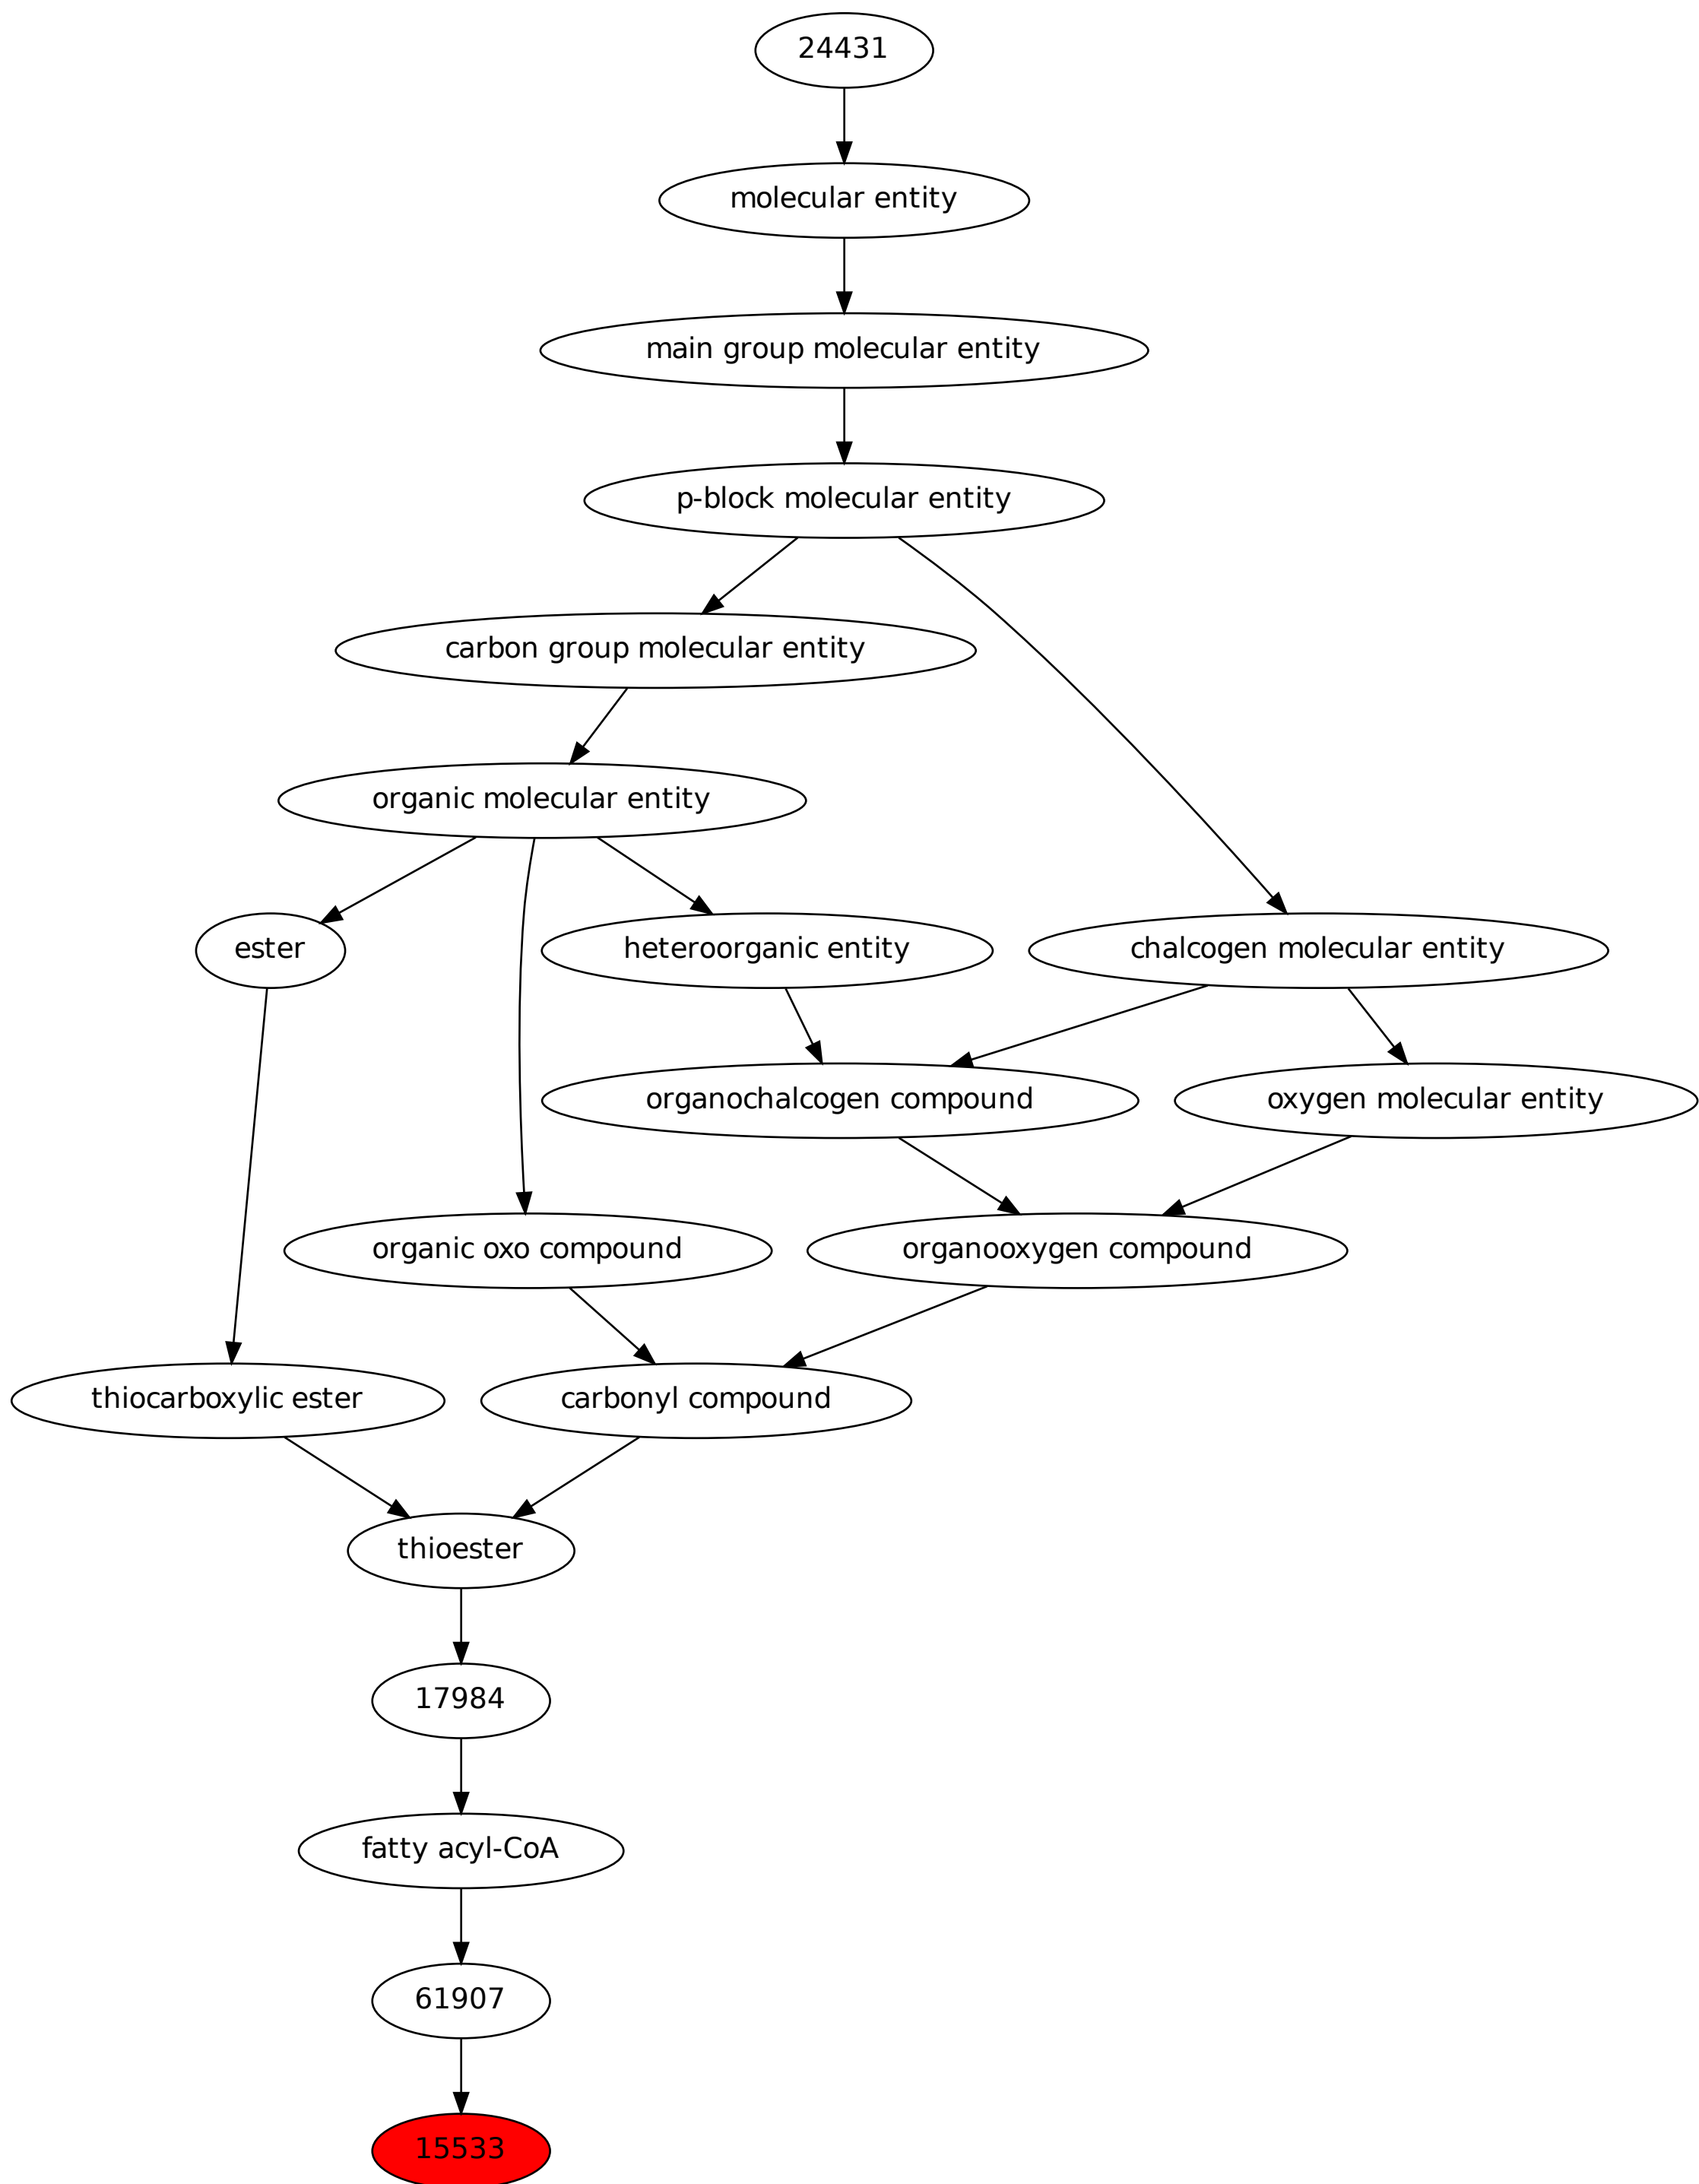 24431
molecular entity
main group molecular entity
p-block molecular entity
carbon group molecular entity
organic molecular entity
ester
heteroorganic entity
chalcogen molecular entity
organochalcogen compound
oxygen molecular entity
organic oxo compound
organooxygen compound
thiocarboxylic ester
carbonyl compound
thioester
17984
fatty acyl-CoA
61907
15533